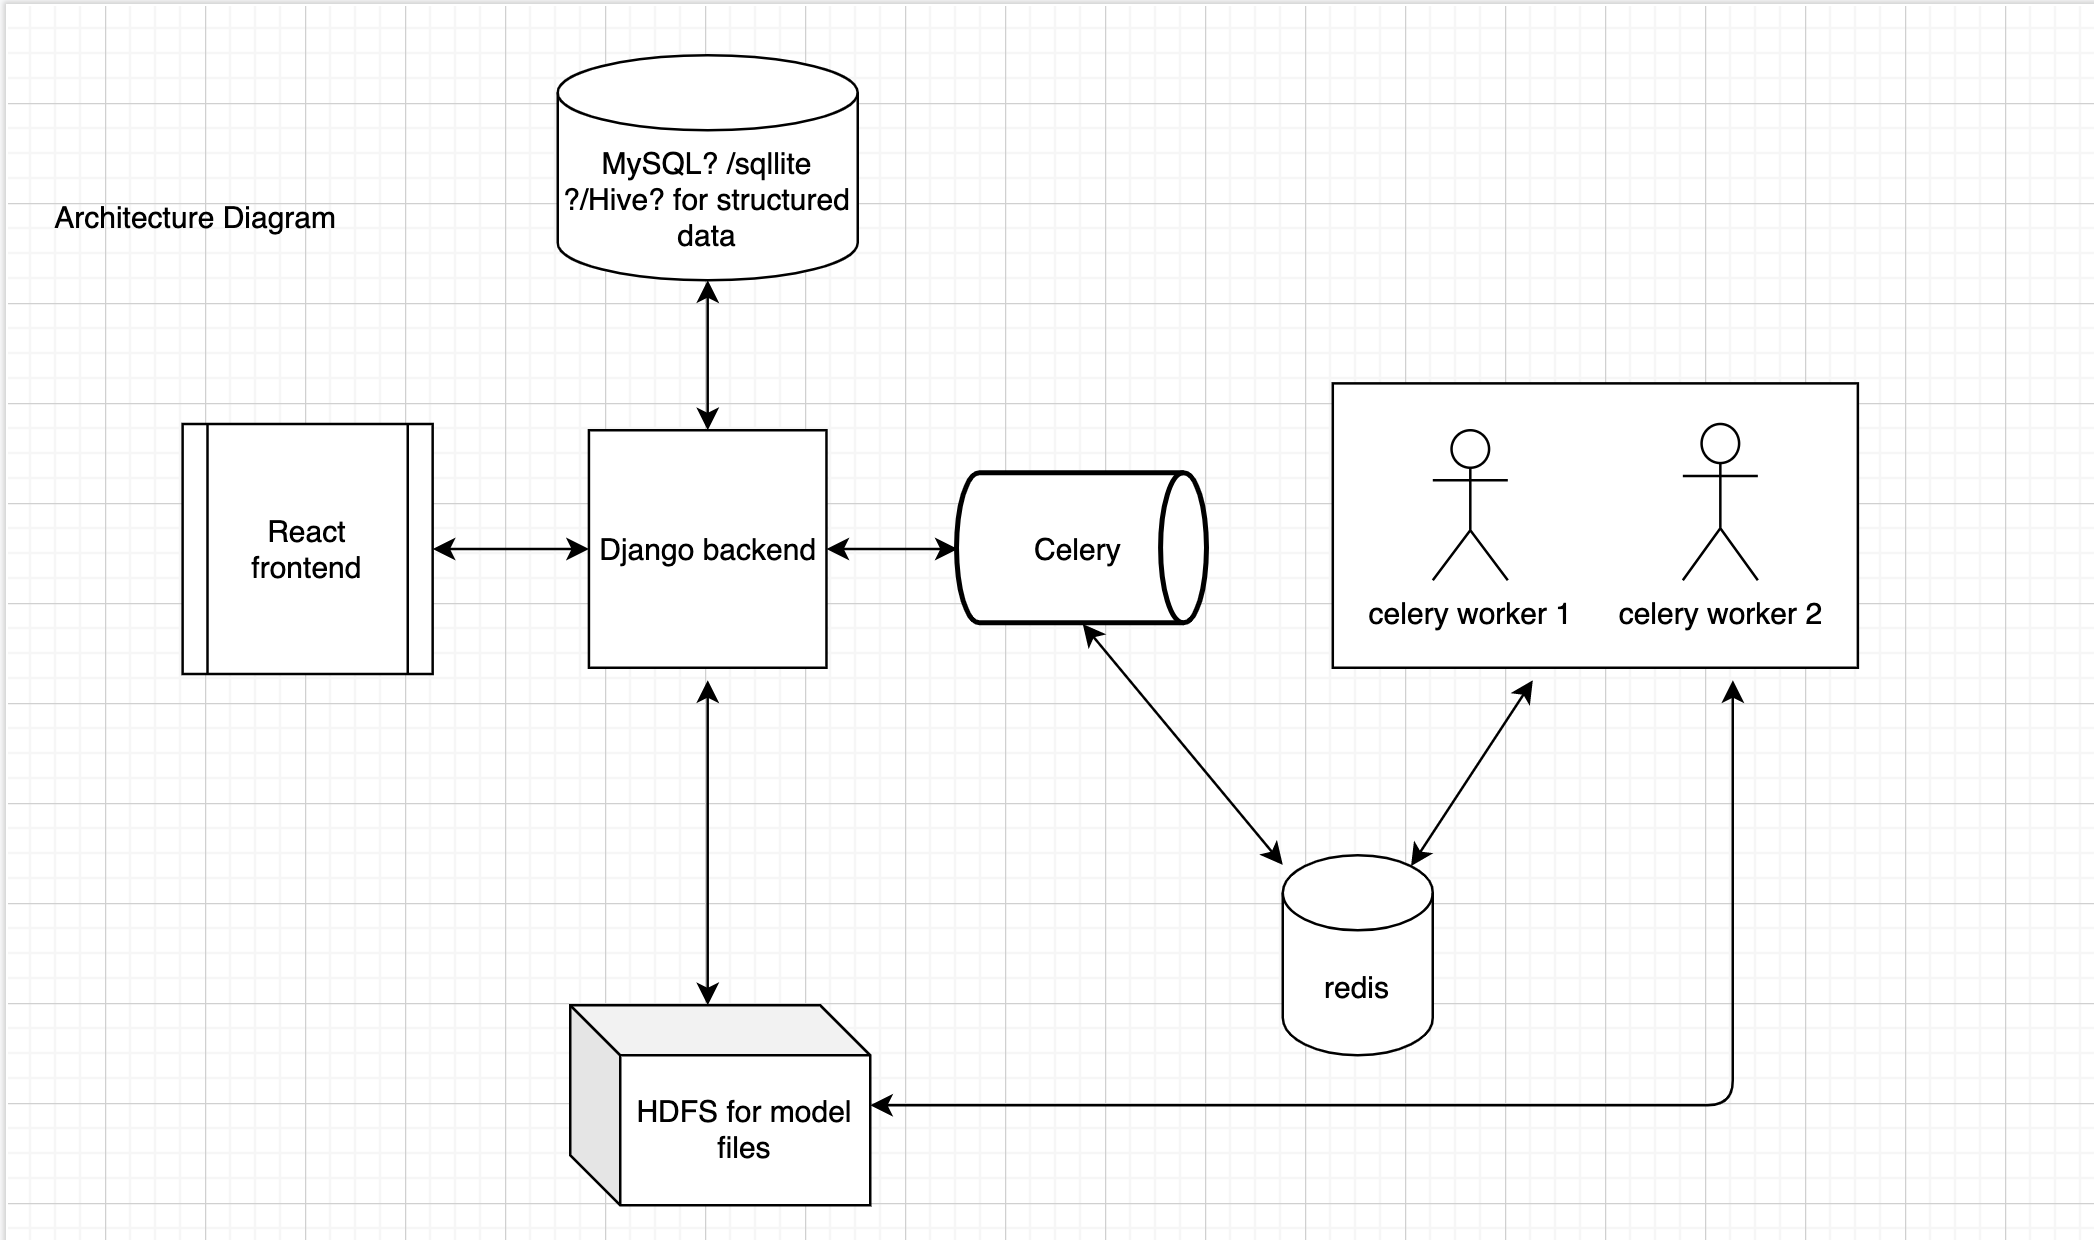 MySQL? /sqllite
?/Hive? for structured
data
Architecture Diagram
React
frontend
Django backend
Celery
celery worker 1
celery worker 2
redis
HDFS for model
files